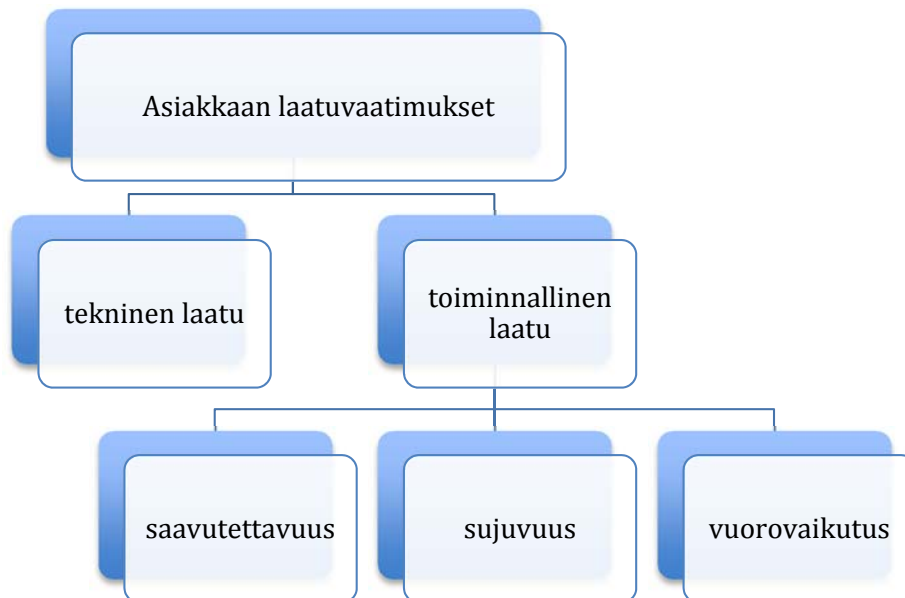 Asiakkaan laatuvaatimukset
tekninen laatu
toiminnallinen
laatu
saavutettavuus
sujuvuus
vuorovaikutus